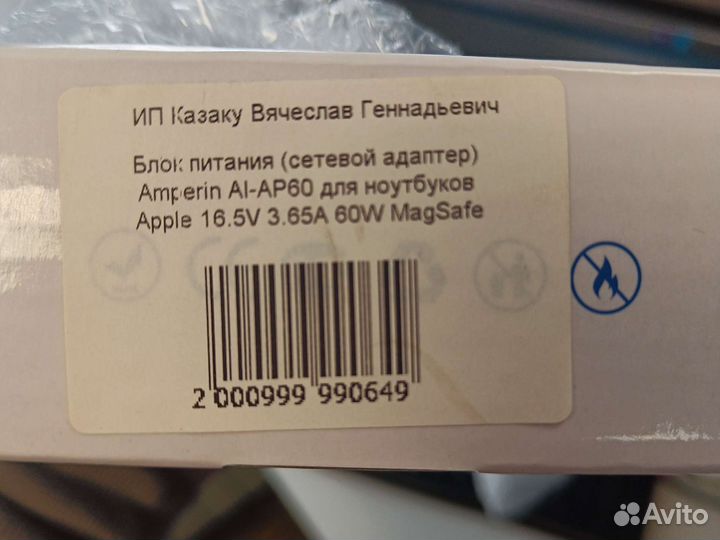 ИП Казаку Вячеслав Геннадьевич
Блок питания (сетевой адаптер)
Amperin AI-AP60 для ноутбуков
Apple 16.5V 3.65A 60W MagSafe
2 000999 990649
Avito